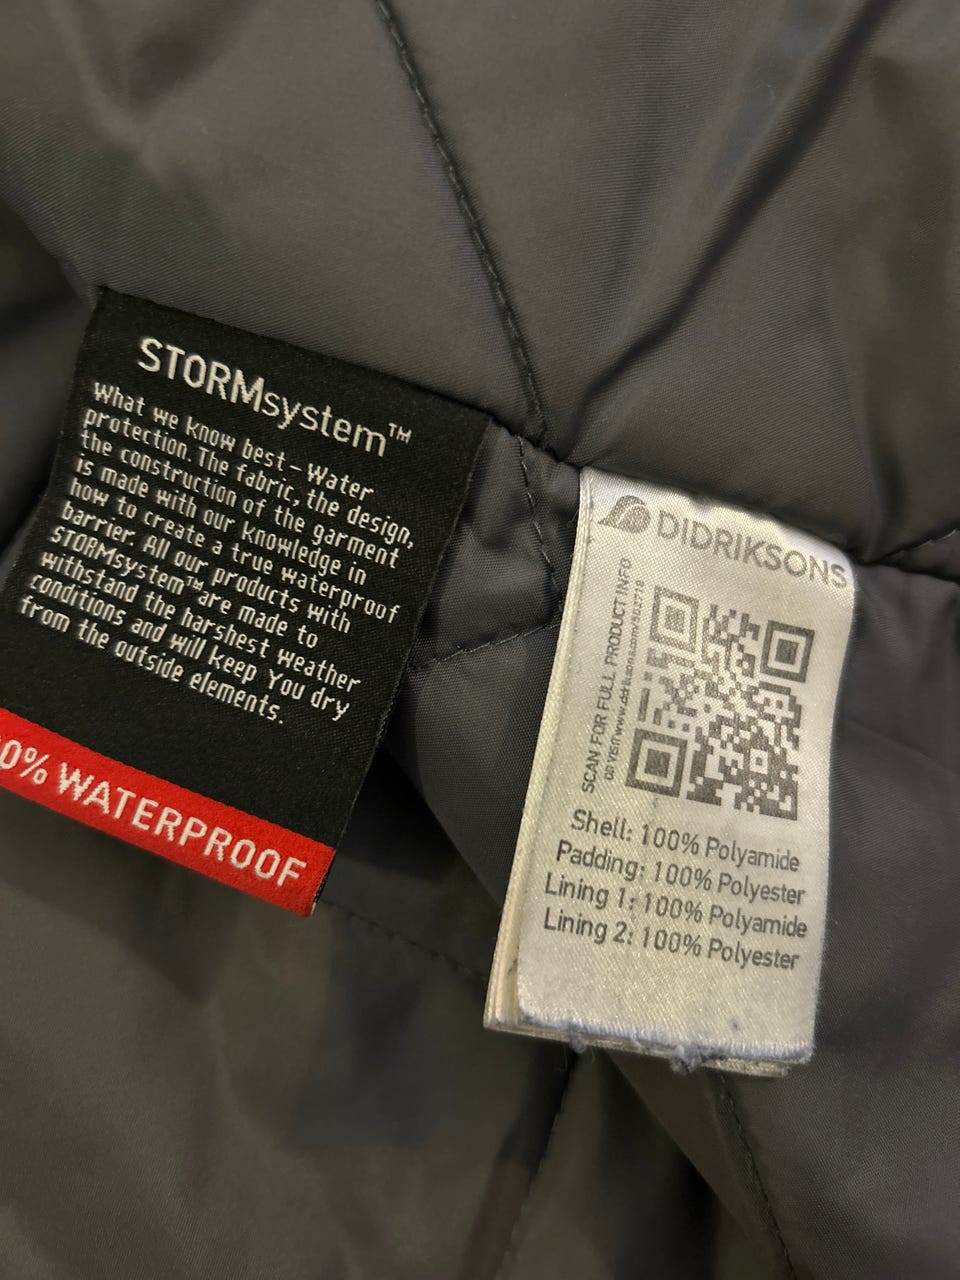 STORMsystem™
What we know best – Water
protection. The fabric, the design,
the construction of the garment
is made with our knowledge in
how to create a true waterproof
barrier. All our products with
STORMsystem™ are made to
withstand the harshest weather
conditions and will keep You dry
from the outside elements.
0% WATERPROOF
DIDRIKSONS
SCAN FOR FULL PRODUCT INFO
Shell: 100% Polyamide
Padding: 100% Polyester
Lining 1: 100% Polyamide
Lining 2: 100% Polyester